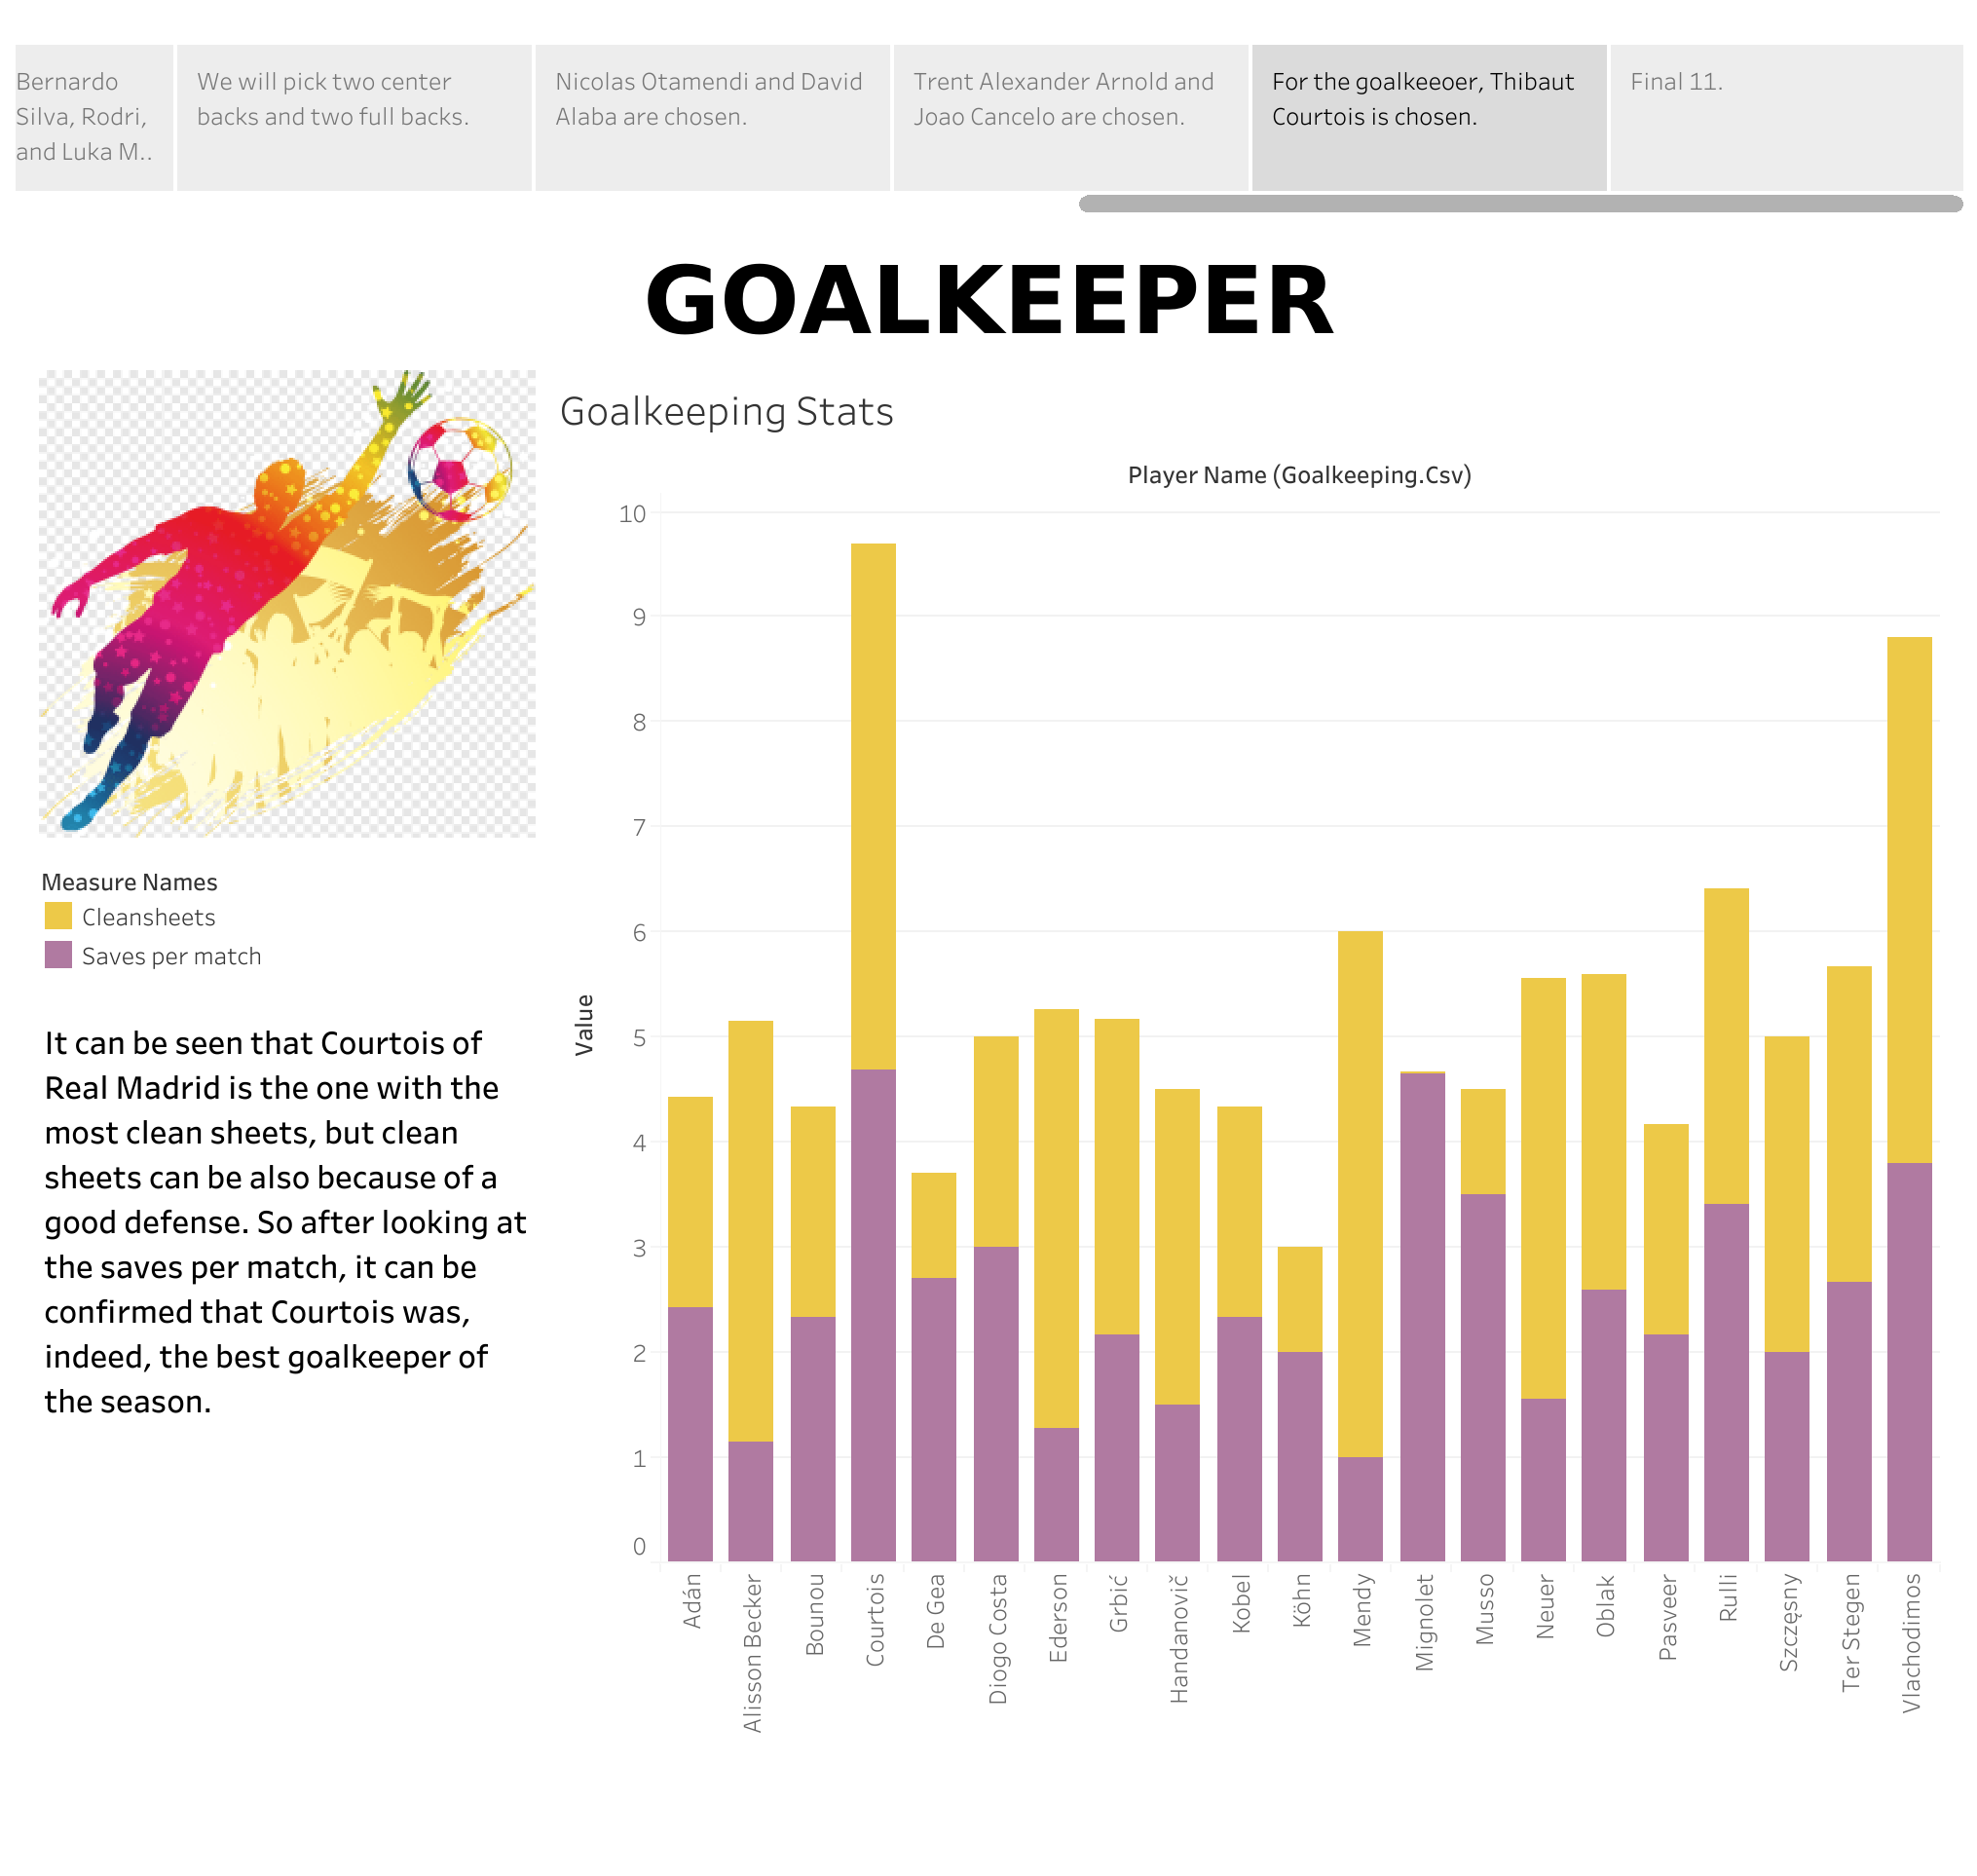 Bernardo
Silva, Rodri,
and Luka M..
We will pick two center
backs and two full backs.
Nicolas Otamendi and David
Alaba are chosen.
Trent Alexander Arnold and
Joao Cancelo are chosen.
For the goalkeeoer, Thibaut
Courtois is chosen.
Final 11.
GOALKEEPER
Goalkeeping Stats
Player Name (Goalkeeping.Csv)
10
9
8
7
6
5
4
3
2
1
0
Value
Adán
Alisson Becker
Bounou
Courtois
De Gea
Diogo Costa
Ederson
Grbić
Handanovič
Kobel
Köhn
Mendy
Mignolet
Musso
Neuer
Oblak
Pasveer
Rulli
Szczęsny
Ter Stegen
Vlachodimos
Measure Names
Cleansheets
Saves per match
It can be seen that Courtois of
Real Madrid is the one with the
most clean sheets, but clean
sheets can be also because of a
good defense. So after looking at
the saves per match, it can be
confirmed that Courtois was,
indeed, the best goalkeeper of
the season.